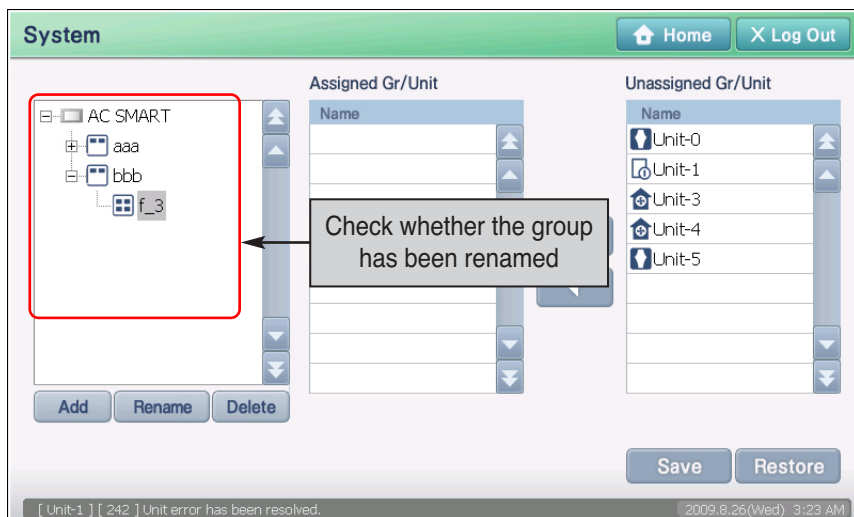 System
Home
X Log Out
AC SMART
aaa
bbb
f_3
Add
Rename
Delete
Assigned Gr/Unit
Name
Check whether the group
has been renamed
Unassigned Gr/Unit
Name
Unit-0
Unit-1
Unit-3
Unit-4
Unit-5
Save
Restore
[ Unit-1 ] [ 242 ] Unit error has been resolved.
2009.8.26(Wed) 3:23 AM